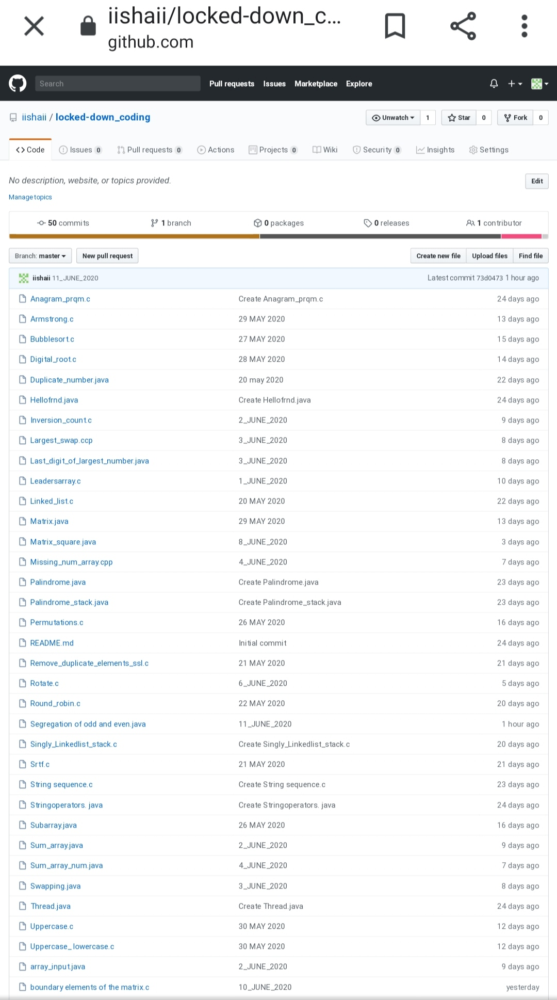 iishaii/locked-down_c...
github.com
Search Pull requests Issues Marketplace Explore
iishaii / locked-down_coding Unwatch 1 Star 0 Fork 0
Code Issues 0 Pull requests 0 Actions Projects 0 Wiki Security 0 Insights Settings
No description, website, or topics provided. Edit
Manage topics
50 commits 1 branch 0 packages 0 releases 1 contributor
Branch: master New pull request Create new file Upload files Find file
iishaii 11_JUNE_2020 Latest commit 73d0473 1 hour ago
Anagram_prqm.c Create Anagram_prqm.c 24 days ago
Armstrong.c 29 MAY 2020 13 days ago
Bubblesort.c 27 MAY 2020 15 days ago
Digital_root.c 28 MAY 2020 14 days ago
Duplicate_number.java 20 may 2020 22 days ago
Hellofrnd.java Create Hellofrnd.java 24 days ago
Inversion_count.c 2_JUNE_2020 9 days ago
Largest_swap.ccp 3_JUNE_2020 8 days ago
Last_digit_of_largest_number.java 3_JUNE_2020 8 days ago
Leadersarray.c 1_JUNE_2020 10 days ago
Linked_list.c 20 MAY 2020 22 days ago
Matrix.java 29 MAY 2020 13 days ago
Matrix_square.java 8_JUNE_2020 3 days ago
Missing_num_array.cpp 4_JUNE_2020 7 days ago
Palindrome.java Create Palindrome.java 23 days ago
Palindrome_stack.java Create Palindrome_stack.java 23 days ago
Permutations.c 26 MAY 2020 16 days ago
README.md Initial commit 24 days ago
Remove_duplicate_elements_ssl.c 21 MAY 2020 21 days ago
Rotate.c 6_JUNE_2020 5 days ago
Round_robin.c 22 MAY 2020 20 days ago
Segregation of odd and even.java 11_JUNE_2020 1 hour ago
Singly_Linkedlist_stack.c Create Singly_Linkedlist_stack.c 20 days ago
Srtf.c 21 MAY 2020 21 days ago
String sequence.c Create String sequence.c 23 days ago
Stringoperators. java Create Stringoperators. java 24 days ago
Subarray.java 26 MAY 2020 16 days ago
Sum_array.java 2_JUNE_2020 9 days ago
Sum_array_num.java 4_JUNE_2020 7 days ago
Swapping.java 3_JUNE_2020 8 days ago
Thread.java Create Thread.java 24 days ago
Uppercase.c 30 MAY 2020 12 days ago
Uppercase_ lowercase.c 30 MAY 2020 12 days ago
array_input.java 2_JUNE_2020 9 days ago
boundary elements of the matrix.c 10_JUNE_2020 yesterday